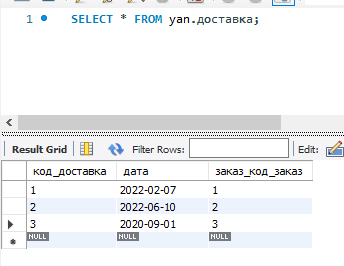 1 SELECT * FROM yan.доставка;
Result Grid Filter Rows: Edit:
код_доставка дата заказ_код_заказ
1 2022-02-07 1
2 2022-06-10 2
3 2020-09-01 3
NULL NULL NULL